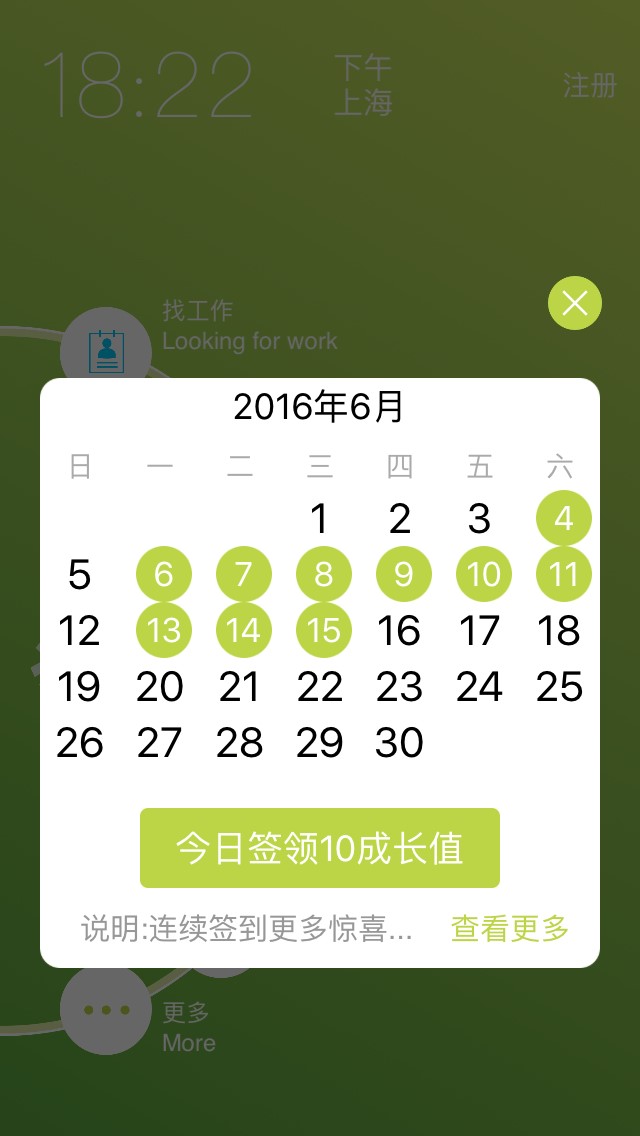 18:22
下午
上海
注册
找工作
Looking for work
2016年6月
日 一 二 三 四 五 六
1 2 3 4
5 6 7 8 9 10 11
12 13 14 15 16 17 18
19 20 21 22 23 24 25
26 27 28 29 30
今日签领10成长值
说明:连续签到更多惊喜... 查看更多
更多
More